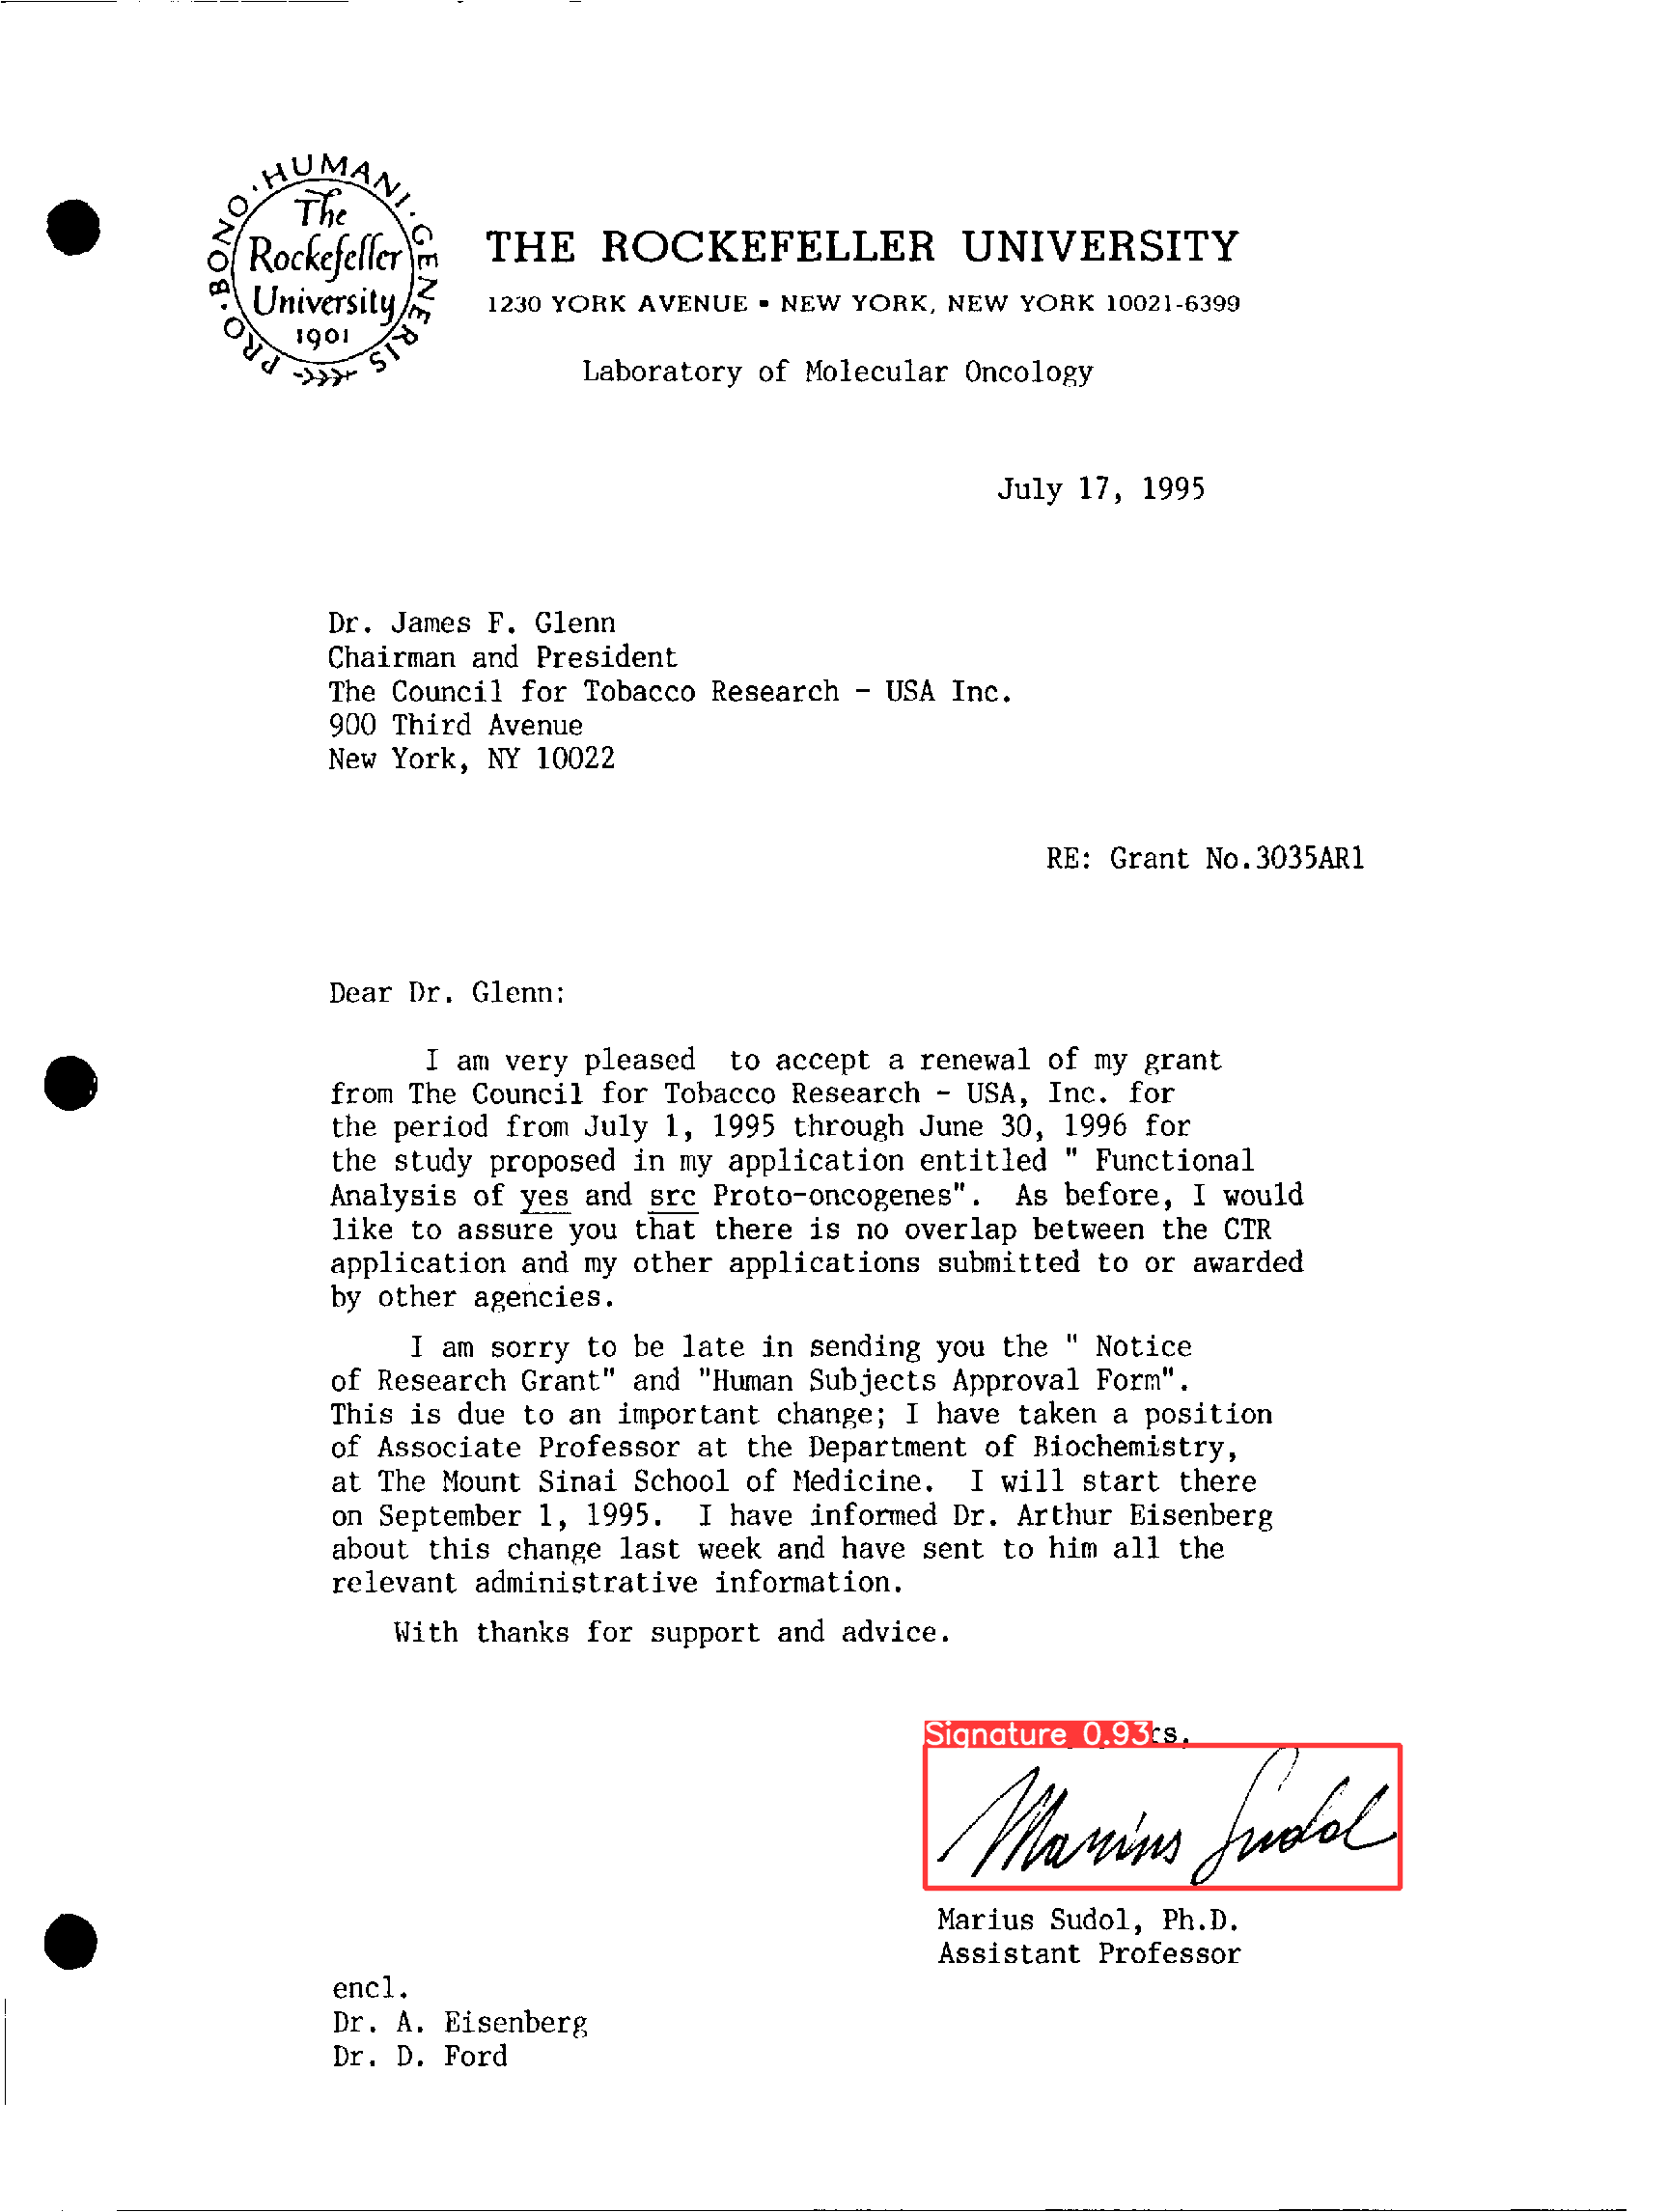 PRO·BONO·HUMANI·GENERIS
The
Rockefeller
University
1901
THE ROCKEFELLER UNIVERSITY
1230 YORK AVENUE ▪ NEW YORK, NEW YORK 10021-6399
Laboratory of Molecular Oncology
July 17, 1995
Dr. James F. Glenn
Chairman and President
The Council for Tobacco Research - USA Inc.
900 Third Avenue
New York, NY 10022
RE: Grant No.3035AR1
Dear Dr. Glenn:
I am very pleased to accept a renewal of my grant
from The Council for Tobacco Research - USA, Inc. for
the period from July 1, 1995 through June 30, 1996 for
the study proposed in my application entitled " Functional
Analysis of yes and src Proto-oncogenes". As before, I would
like to assure you that there is no overlap between the CTR
application and my other applications submitted to or awarded
by other agencies.
I am sorry to be late in sending you the " Notice
of Research Grant" and "Human Subjects Approval Form".
This is due to an important change; I have taken a position
of Associate Professor at the Department of Biochemistry,
at The Mount Sinai School of Medicine. I will start there
on September 1, 1995. I have informed Dr. Arthur Eisenberg
about this change last week and have sent to him all the
relevant administrative information.
With thanks for support and advice.
Signature 0.93
Marius Sudol
Marius Sudol, Ph.D.
Assistant Professor
encl.
Dr. A. Eisenberg
Dr. D. Ford